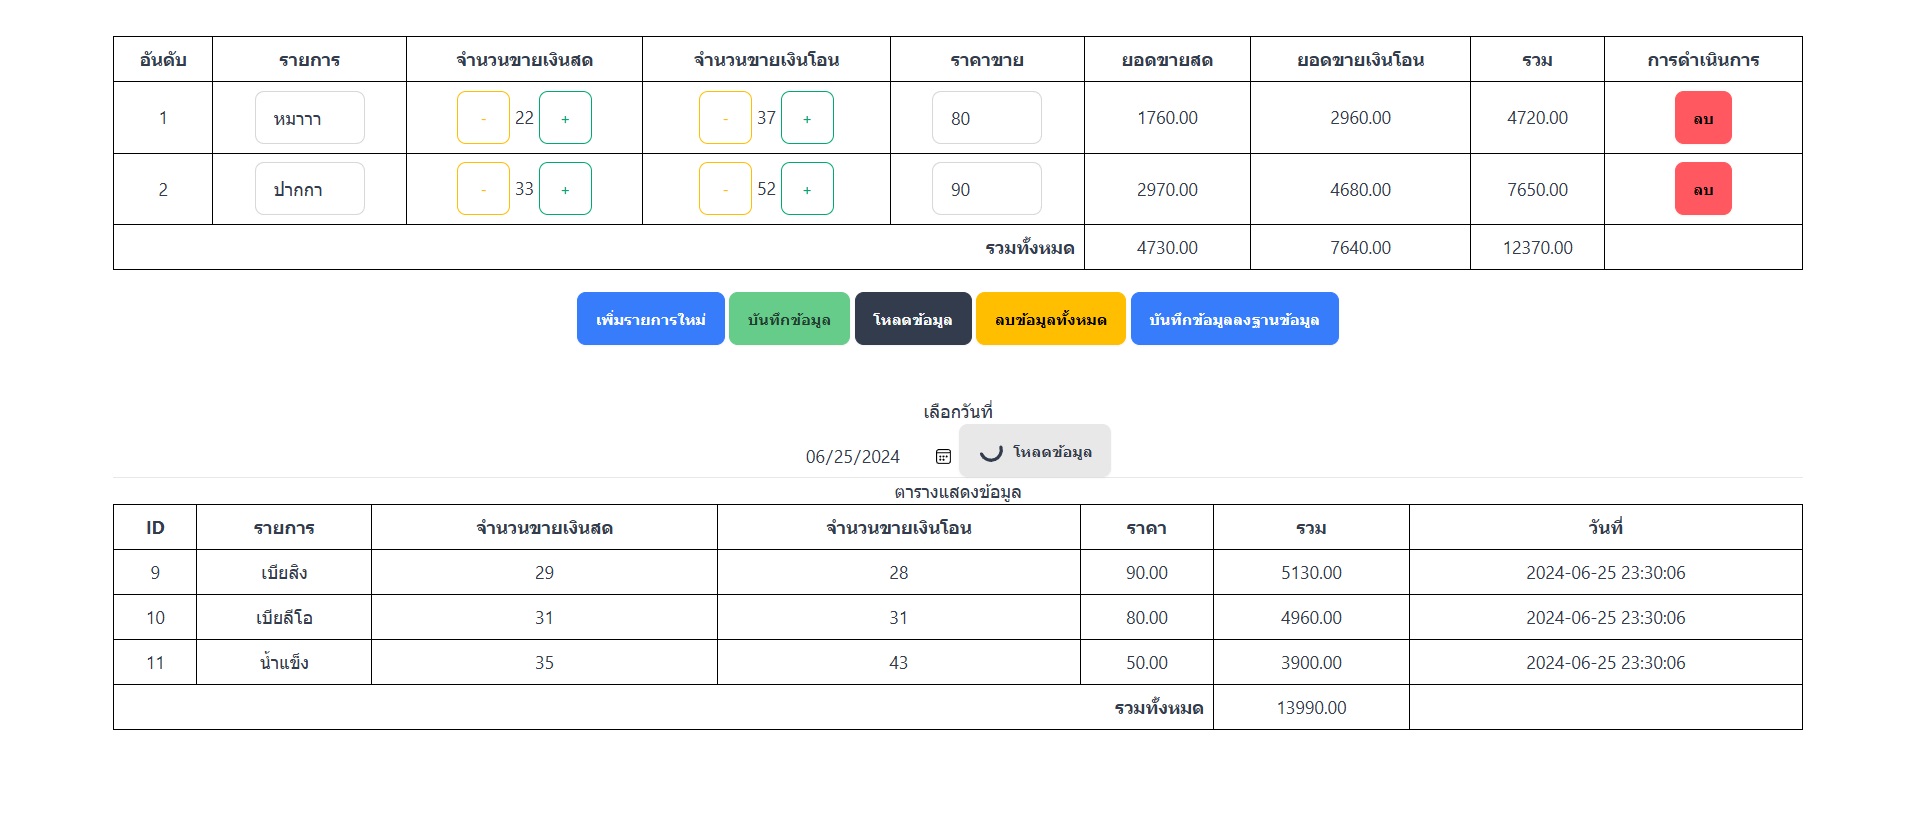 อันดับ รายการ จำนวนขายเงินสด จำนวนขายเงินโอน ราคาขาย ยอดขายสด ยอดขายเงินโอน รวม การดำเนินการ
1 หมาาา - 22 + - 37 + 80 1760.00 2960.00 4720.00 ลบ
2 ปากกา - 33 + - 52 + 90 2970.00 4680.00 7650.00 ลบ
รวมทั้งหมด 4730.00 7640.00 12370.00
เพิ่มรายการใหม่ บันทึกข้อมูล โหลดข้อมูล ลบข้อมูลทั้งหมด บันทึกข้อมูลลงฐานข้อมูล
เลือกวันที่
06/25/2024 โหลดข้อมูล
ตารางแสดงข้อมูล
ID รายการ จำนวนขายเงินสด จำนวนขายเงินโอน ราคา รวม วันที่
9 เบียสิง 29 28 90.00 5130.00 2024-06-25 23:30:06
10 เบียลีโอ 31 31 80.00 4960.00 2024-06-25 23:30:06
11 น้ำแข็ง 35 43 50.00 3900.00 2024-06-25 23:30:06
รวมทั้งหมด 13990.00